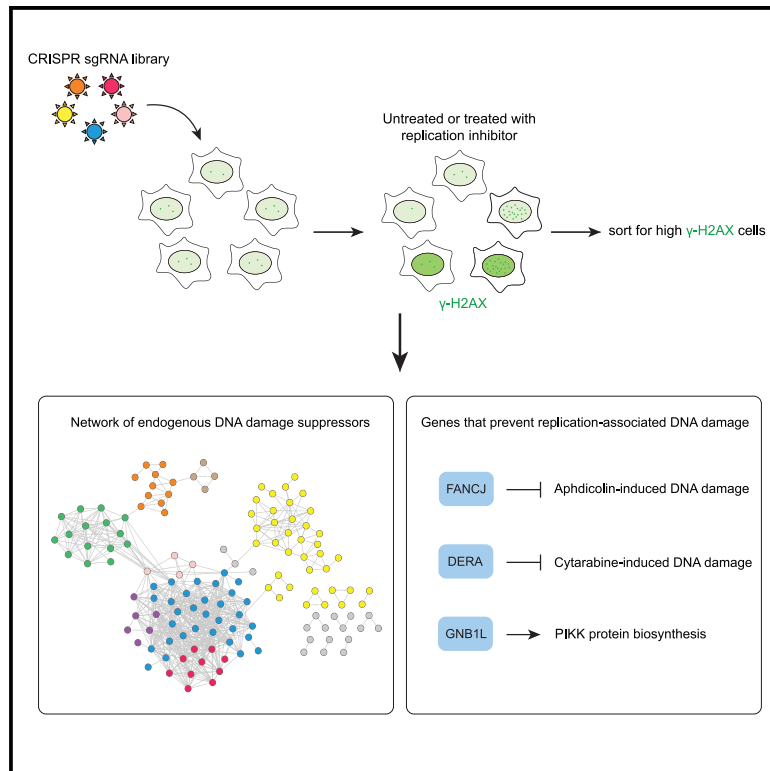 CRISPR sgRNA library
Untreated or treated with
replication inhibitor
sort for high γ-H2AX cells
γ-H2AX
Network of endogenous DNA damage suppressors
Genes that prevent replication-associated DNA damage
FANCJ
Aphdicolin-induced DNA damage
DERA
Cytarabine-induced DNA damage
GNB1L
PIKK protein biosynthesis